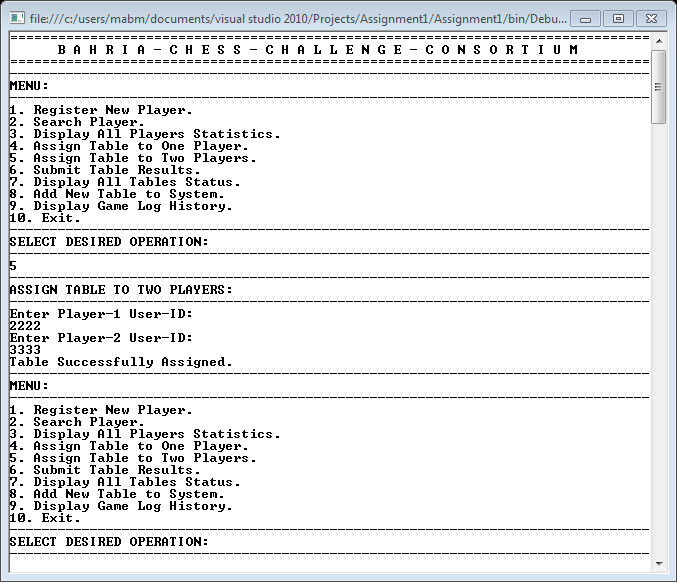 file:///c:/users/mabm/documents/visual studio 2010/Projects/Assignment1/Assignment1/bin/Debu...
B A H R I A - C H E S S - C H A L L E N G E - C O N S O R T I U M
MENU:
1. Register New Player.
2. Search Player.
3. Display All Players Statistics.
4. Assign Table to One Player.
5. Assign Table to Two Players.
6. Submit Table Results.
7. Display All Tables Status.
8. Add New Table to System.
9. Display Game Log History.
10. Exit.
SELECT DESIRED OPERATION:
5
ASSIGN TABLE TO TWO PLAYERS:
Enter Player-1 User-ID:
2222
Enter Player-2 User-ID:
3333
Table Successfully Assigned.
MENU:
1. Register New Player.
2. Search Player.
3. Display All Players Statistics.
4. Assign Table to One Player.
5. Assign Table to Two Players.
6. Submit Table Results.
7. Display All Tables Status.
8. Add New Table to System.
9. Display Game Log History.
10. Exit.
SELECT DESIRED OPERATION: